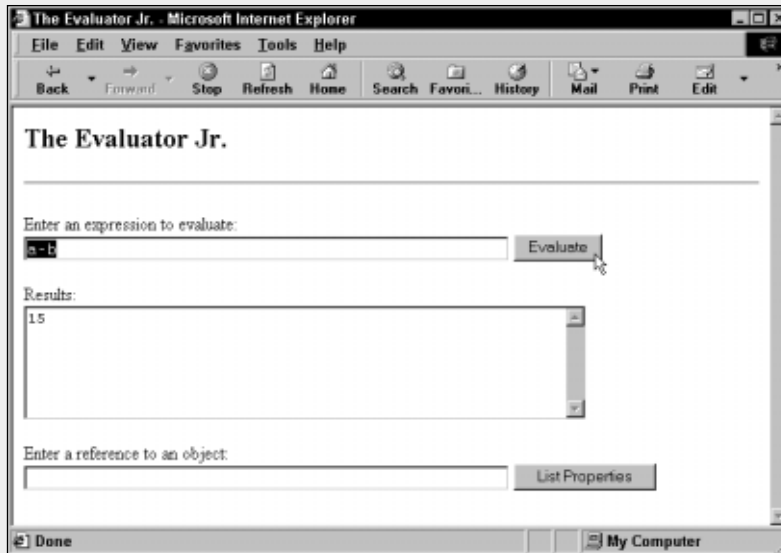 The Evaluator Jr. - Microsoft Internet Explorer
File Edit View Favorites Tools Help
Back Forward Stop Refresh Home Search Favori... History Mail Print Edit
The Evaluator Jr.
Enter an expression to evaluate:
a-b Evaluate
Results:
15
Enter a reference to an object:
List Properties
Done My Computer